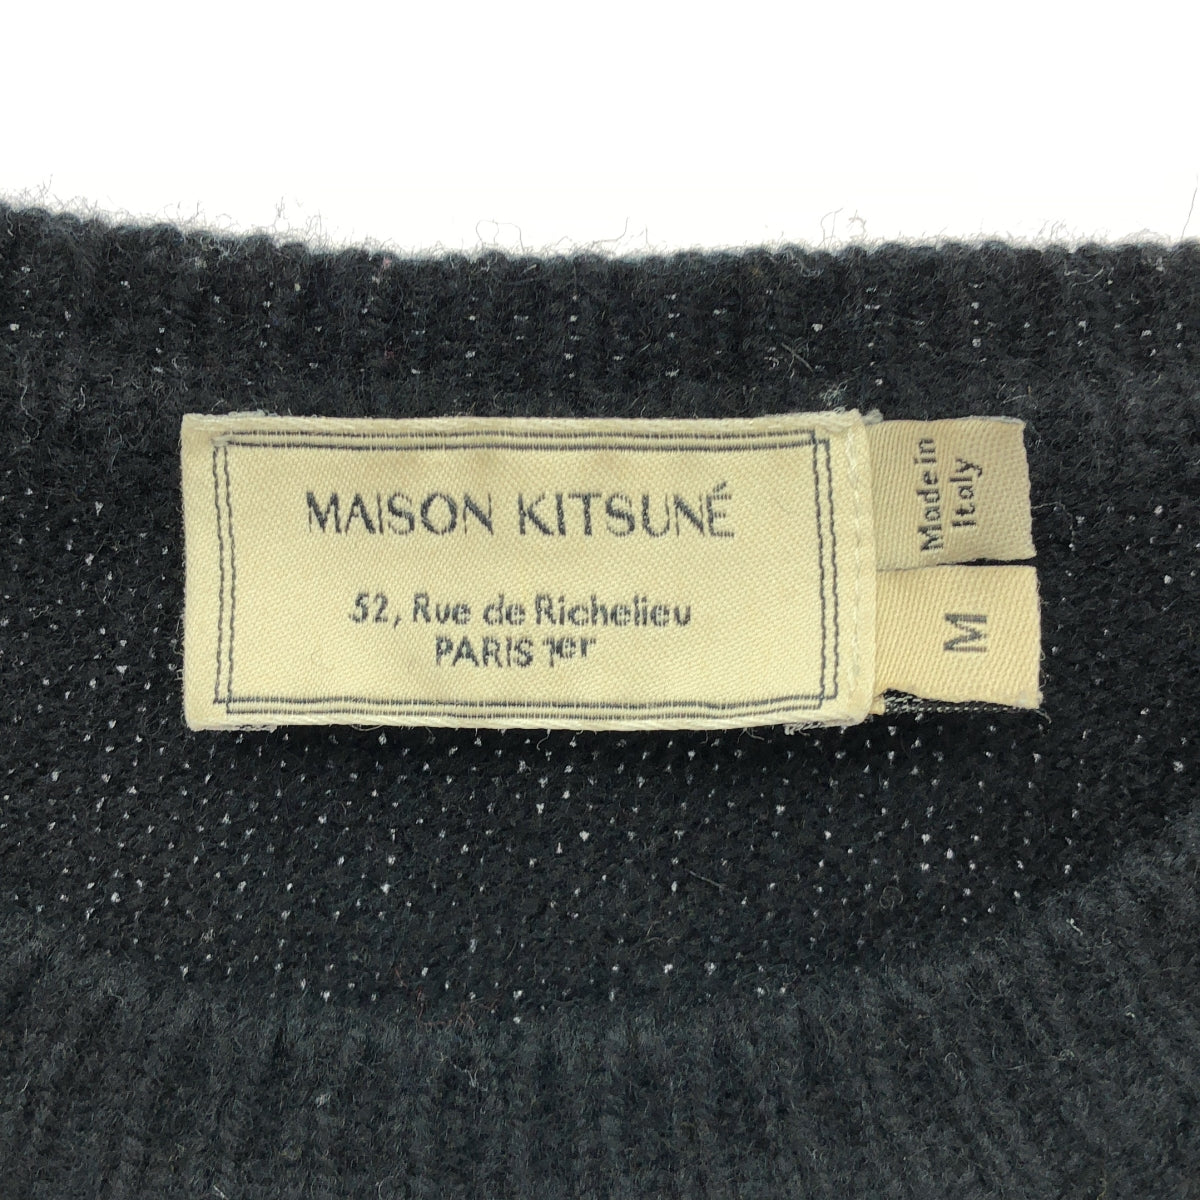 MAISON KITSUNÉ
52, Rue de Richelieu
PARIS 1er
Made in
Italy
M